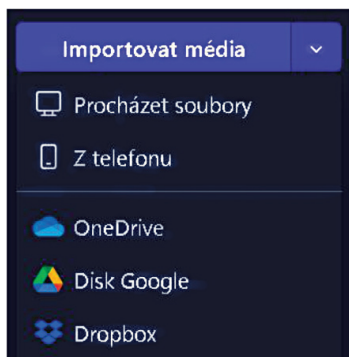 Importovat média
Procházet soubory
Z telefonu
OneDrive
Disk Google
Dropbox